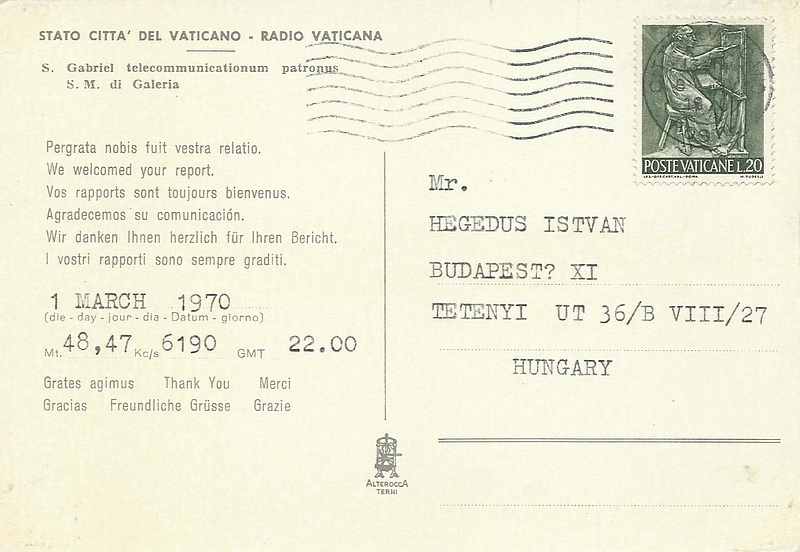 STATO CITTA' DEL VATICANO - RADIO VATICANA
S. Gabriel telecommunicationum patronus
S. M. di Galeria
Pergrata nobis fuit vestra relatio.
We welcomed your report.
Vos rapports sont toujours bienvenus.
Agradecemos su comunicación.
Wir danken Ihnen herzlich für Ihren Bericht.
I vostri rapporti sono sempre graditi.
1 MARCH 1970
(die - day - jour - dia - Datum - giorno)
Mt. 48,47 Kc/s 6190 GMT 22.00
Grates agimus Thank You Merci
Gracias Freundliche Grüsse Grazie
ALTEROCCA
TERNI
POSTE VATICANE L.20
Mr.
HEGEDUS ISTVAN
BUDAPEST? XI
TETENYI UT 36/B VIII/27
HUNGARY